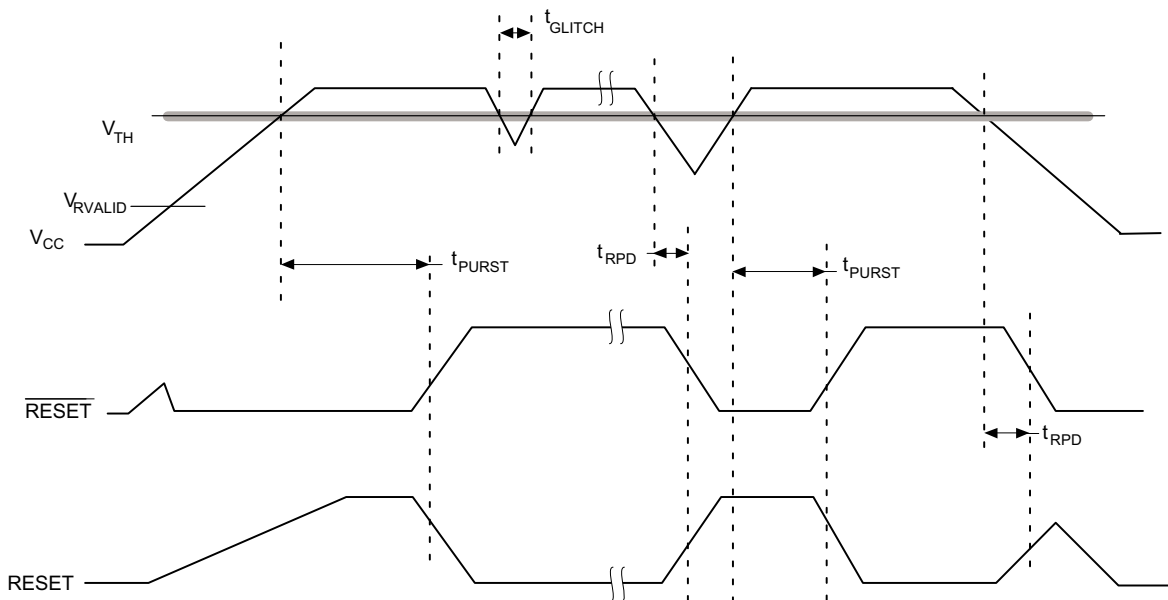 tGLITCH
VTH
VRVALID
VCC
tPURST
tRPD
tPURST
RESET
tRPD
RESET